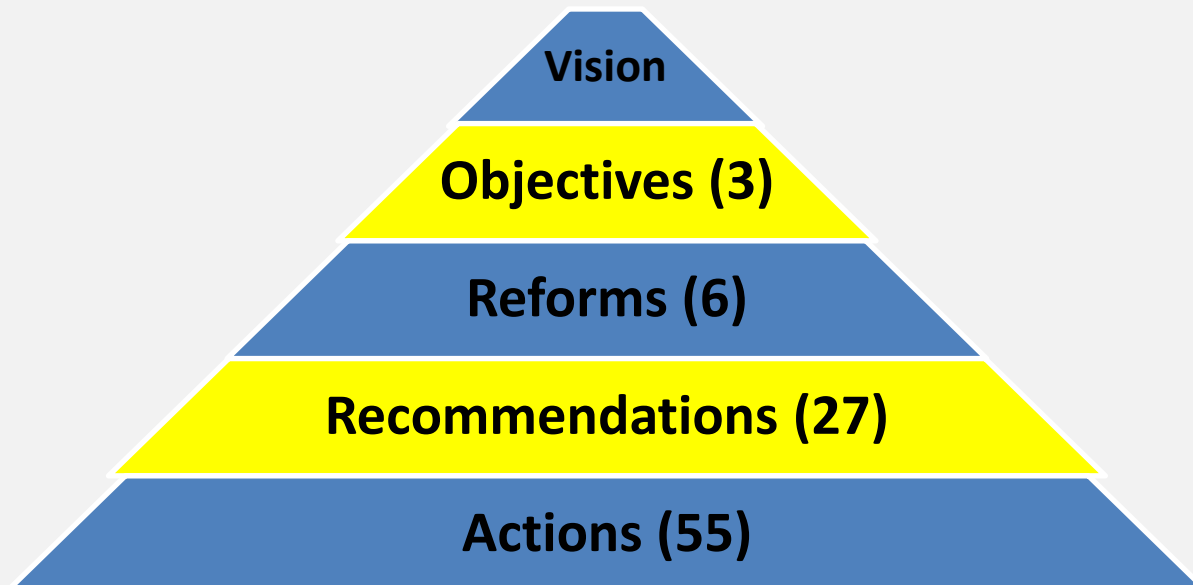 Vision
Objectives (3)
Reforms (6)
Recommendations (27)
Actions (55)